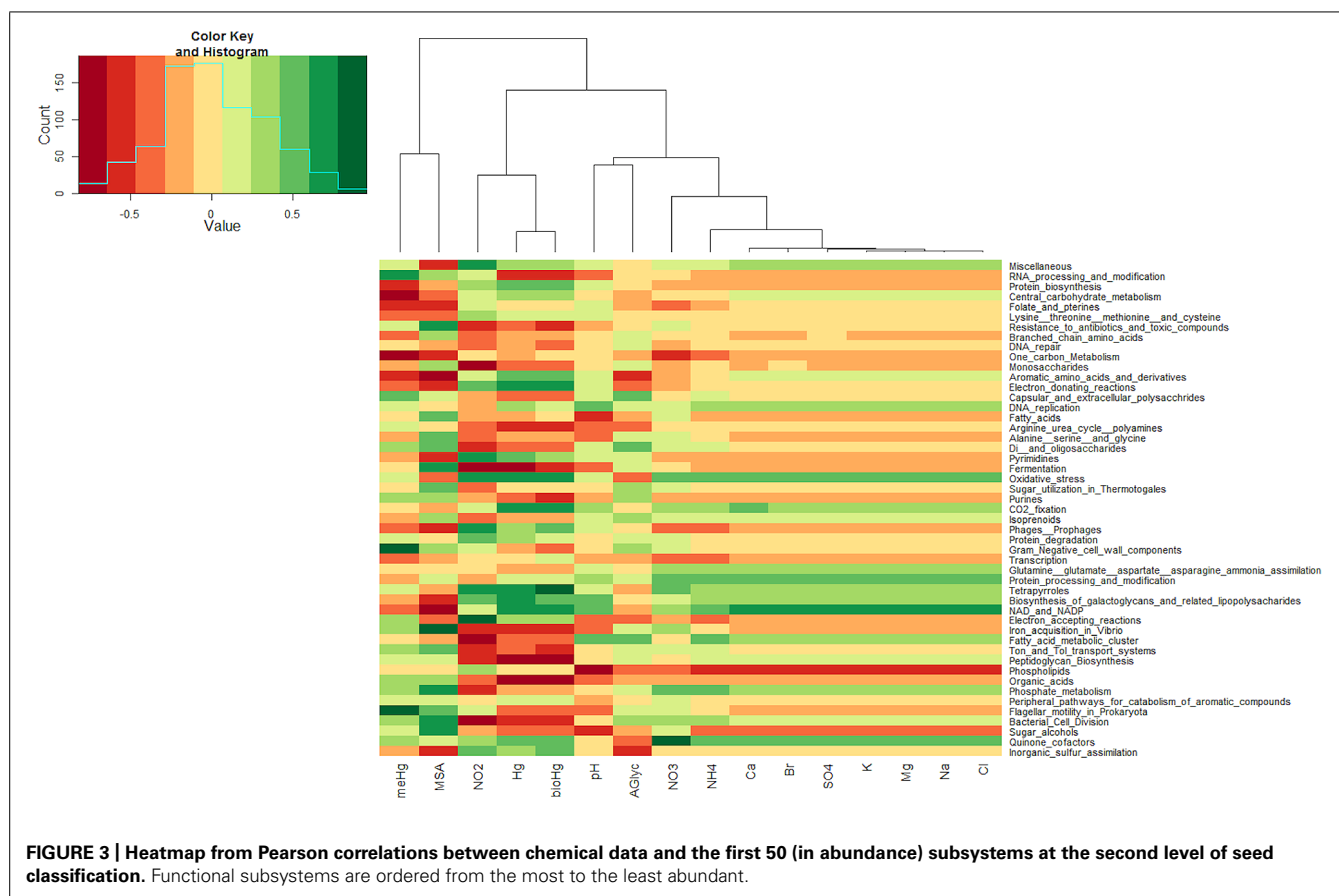 Color Key
and Histogram
Count
0
50
100
150
-0.5
0
0.5
Value
Miscellaneous
RNA_processing_and_modification
Protein_biosynthesis
Central_carbohydrate_metabolism
Folate_and_pterines
Lysine__threonine__methionine__and_cysteine
Resistance_to_antibiotics_and_toxic_compounds
Branched_chain_amino_acids
DNA_repair
One_carbon_Metabolism
Monosaccharides
Aromatic_amino_acids_and_derivatives
Electron_donating_reactions
Capsular_and_extracellular_polysacchrides
DNA_replication
Fatty_acids
Arginine_urea_cycle__polyamines
Alanine__serine__and_glycine
Di__and_oligosaccharides
Pyrimidines
Fermentation
Oxidative_stress
Sugar_utilization_in_Thermotogales
Purines
CO2_fixation
Isoprenoids
Phages__Prophages
Protein_degradation
Gram_Negative_cell_wall_components
Transcription
Glutamine__glutamate__aspartate__asparagine_ammonia_assimilation
Protein_processing_and_modification
Tetrapyrroles
Biosynthesis_of_galactoglycans_and_related_lipopolysacharides
NAD_and_NADP
Electron_accepting_reactions
Iron_acquisition_in_Vibrio
Fatty_acid_metabolic_cluster
Ton_and_Tol_transport_systems
Peptidoglycan_Biosynthesis
Phospholipids
Organic_acids
Phosphate_metabolism
Peripheral_pathways_for_catabolism_of_aromatic_compounds
Flagellar_motility_in_Prokaryota
Bacterial_Cell_Division
Sugar_alcohols
Quinone_cofactors
Inorganic_sulfur_assimilation
meHg
MSA
NO2
Hg
bioHg
pH
AGlyc
NO3
NH4
Ca
Br
SO4
K
Mg
Na
Cl
FIGURE 3 | Heatmap from Pearson correlations between chemical data and the first 50 (in abundance) subsystems at the second level of seed
classification. Functional subsystems are ordered from the most to the least abundant.